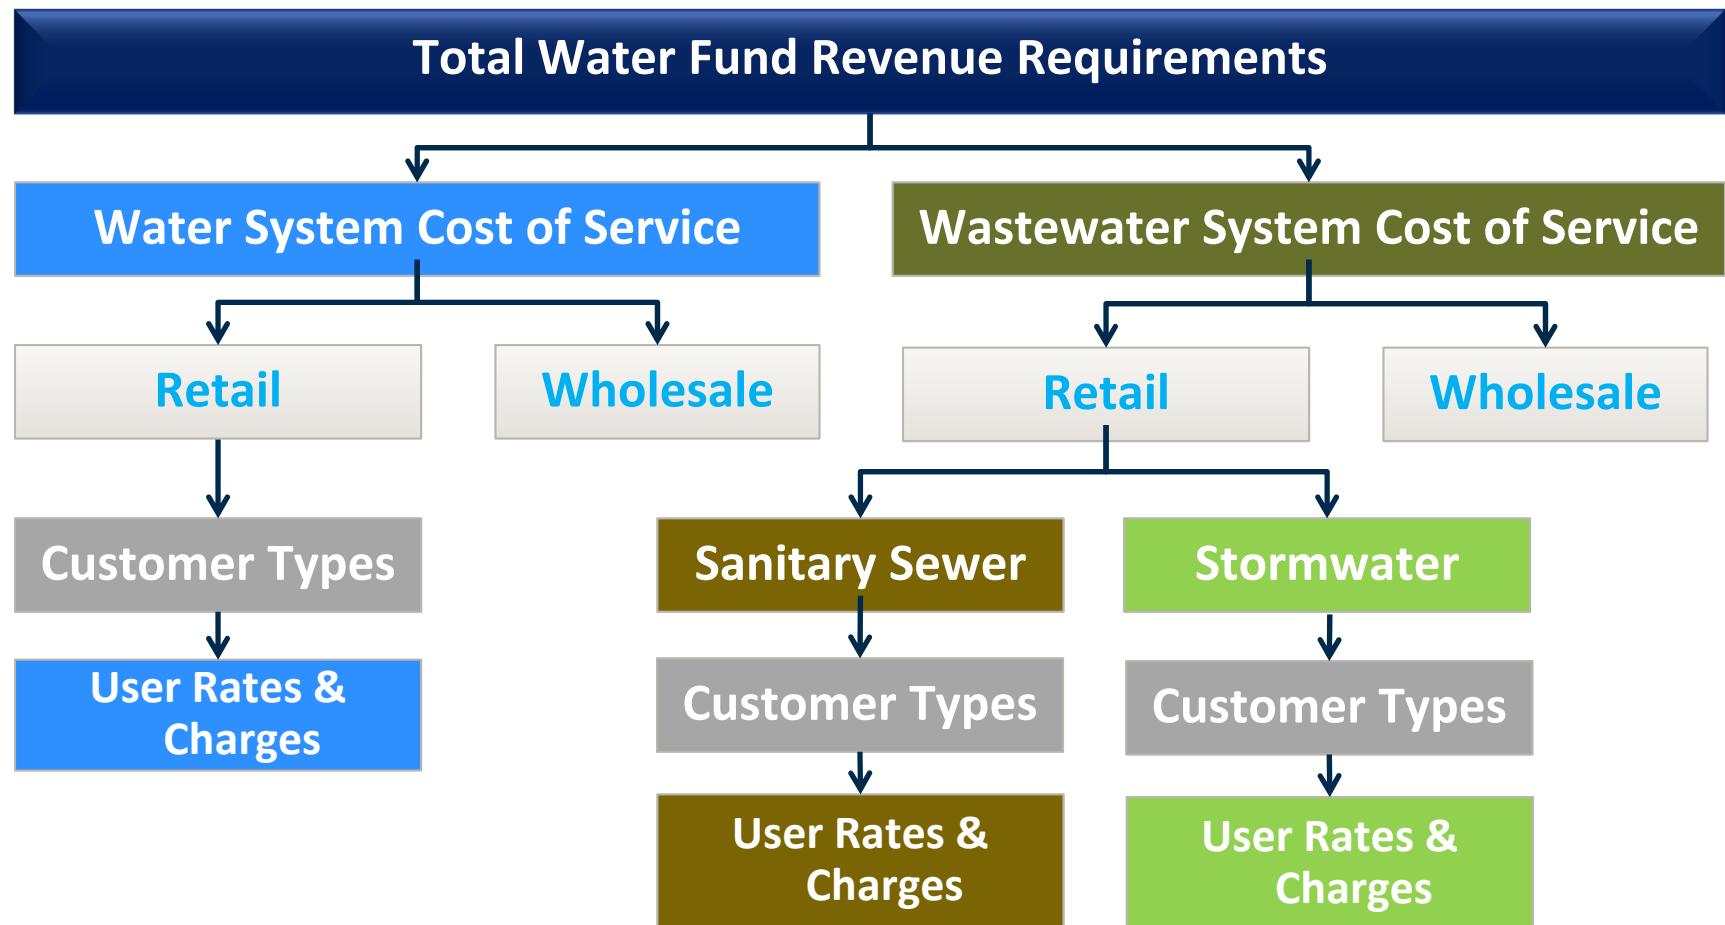 Total Water Fund Revenue Requirements
Water System Cost of Service
Wastewater System Cost of Service
Retail
Wholesale
Retail
Wholesale
Customer Types
Sanitary Sewer
Stormwater
User Rates &
Charges
Customer Types
Customer Types
User Rates &
Charges
User Rates &
Charges